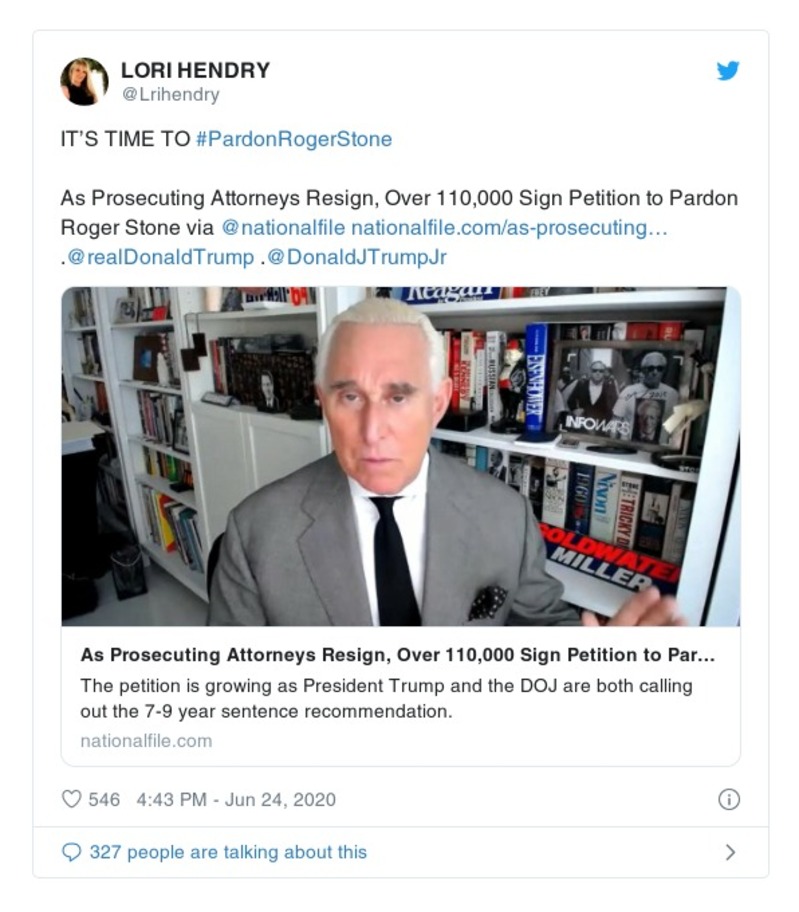 LORI HENDRY
@Lrihendry
IT'S TIME TO #PardonRogerStone
As Prosecuting Attorneys Resign, Over 110,000 Sign Petition to Pardon
Roger Stone via @nationalfile nationalfile.com/as-prosecuting…
.@realDonaldTrump .@DonaldJTrumpJr
Reagan
INFOWARS
RUSSIAN
1960
Nixon
STONE
TRICKY
GOLDWATER
MILLER
As Prosecuting Attorneys Resign, Over 110,000 Sign Petition to Par...
The petition is growing as President Trump and the DOJ are both calling
out the 7-9 year sentence recommendation.
nationalfile.com
546 4:43 PM - Jun 24, 2020
327 people are talking about this